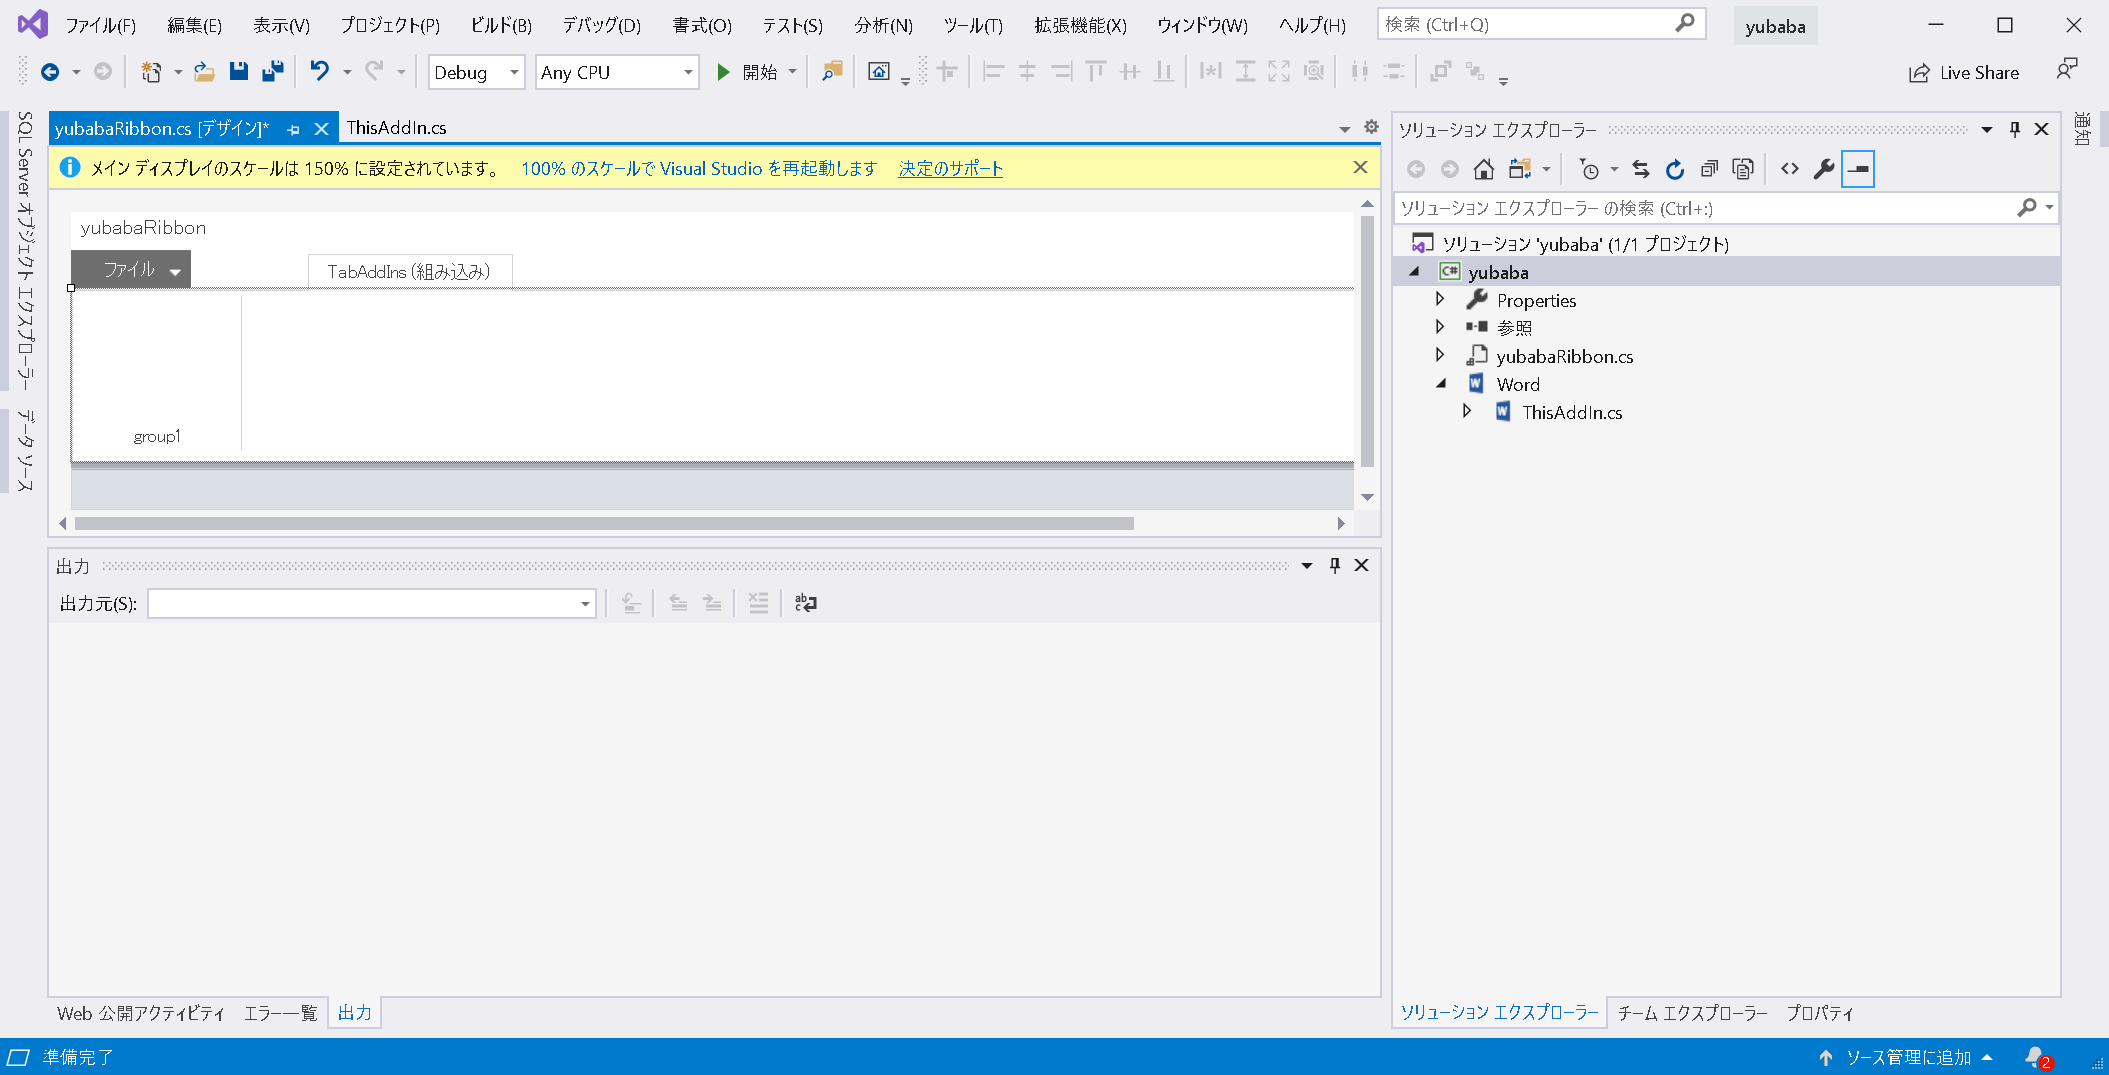 ファイル(F) 編集(E) 表示(V) プロジェクト(P) ビルド(B) デバッグ(D) 書式(O) テスト(S) 分析(N) ツール(T) 拡張機能(X) ウィンドウ(W) ヘルプ(H) 検索 (Ctrl+Q) yubaba
Debug Any CPU 開始 Live Share
SQL Server オブジェクト エクスプローラー
データ ソース
yubabaRibbon.cs [デザイン]* ThisAddIn.cs
メイン ディスプレイのスケールは 150% に設定されています。 100% のスケールで Visual Studio を再起動します 決定のサポート
yubabaRibbon
ファイル TabAddIns (組み込み)
group1
出力
出力元(S):
Web 公開アクティビティ エラー一覧 出力
ソリューション エクスプローラー
ソリューション エクスプローラー の検索 (Ctrl+:)
ソリューション 'yubaba' (1/1 プロジェクト)
C# yubaba
Properties
参照
yubabaRibbon.cs
Word
ThisAddIn.cs
ソリューション エクスプローラー チーム エクスプローラー プロパティ
通知
準備完了 ソース管理に追加 2